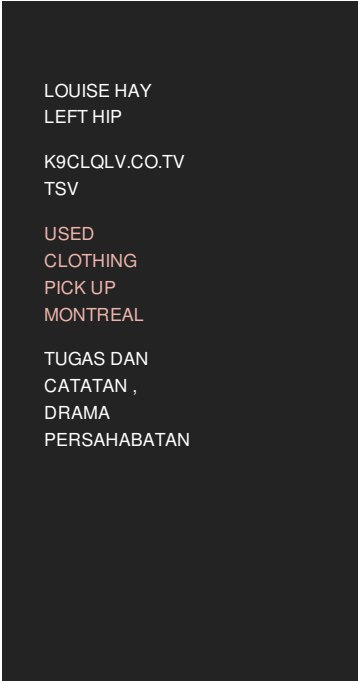 LOUISE HAY
LEFT HIP
K9CLQLV.CO.TV
TSV
USED
CLOTHING
PICK UP
MONTREAL
TUGAS DAN
CATATAN ,
DRAMA
PERSAHABATAN